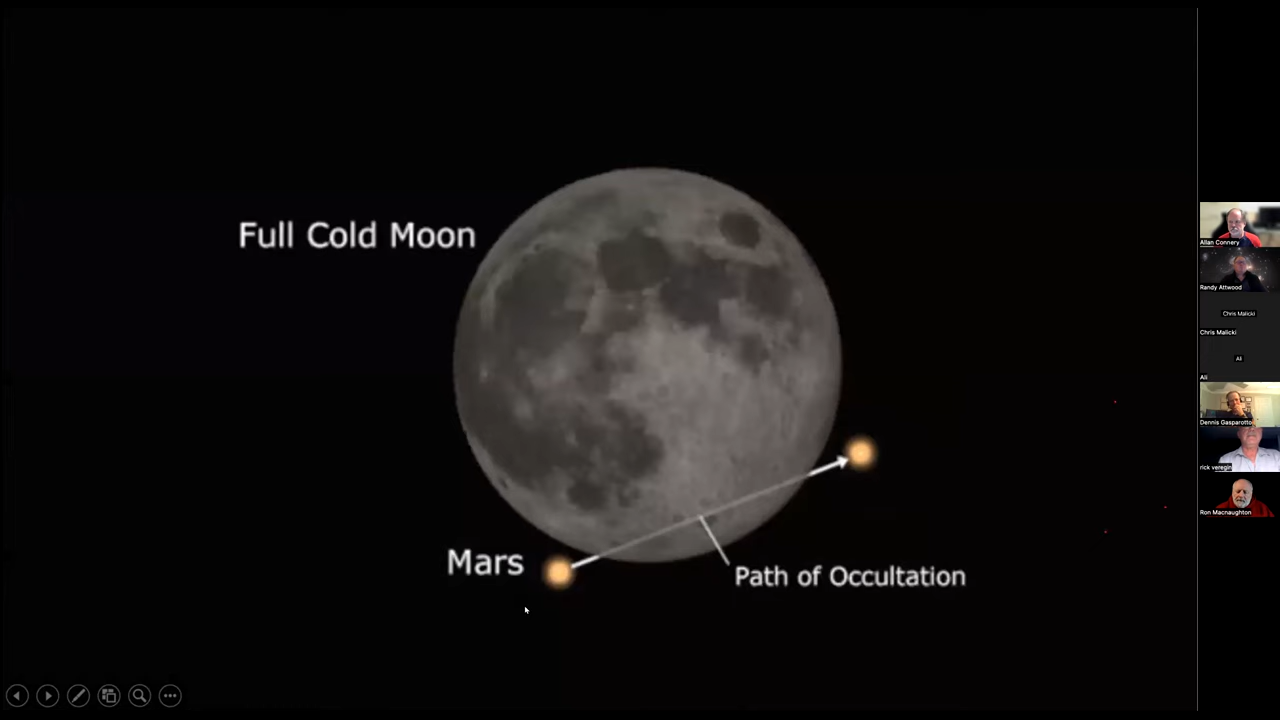 Full Cold Moon
Mars
Path of Occultation
Allan Connery
Randy Attwood
Chris Malicki
Chris Malicki
Ali
Ali
Dennis Gasparotto
rick veregin
Ron Macnaughton